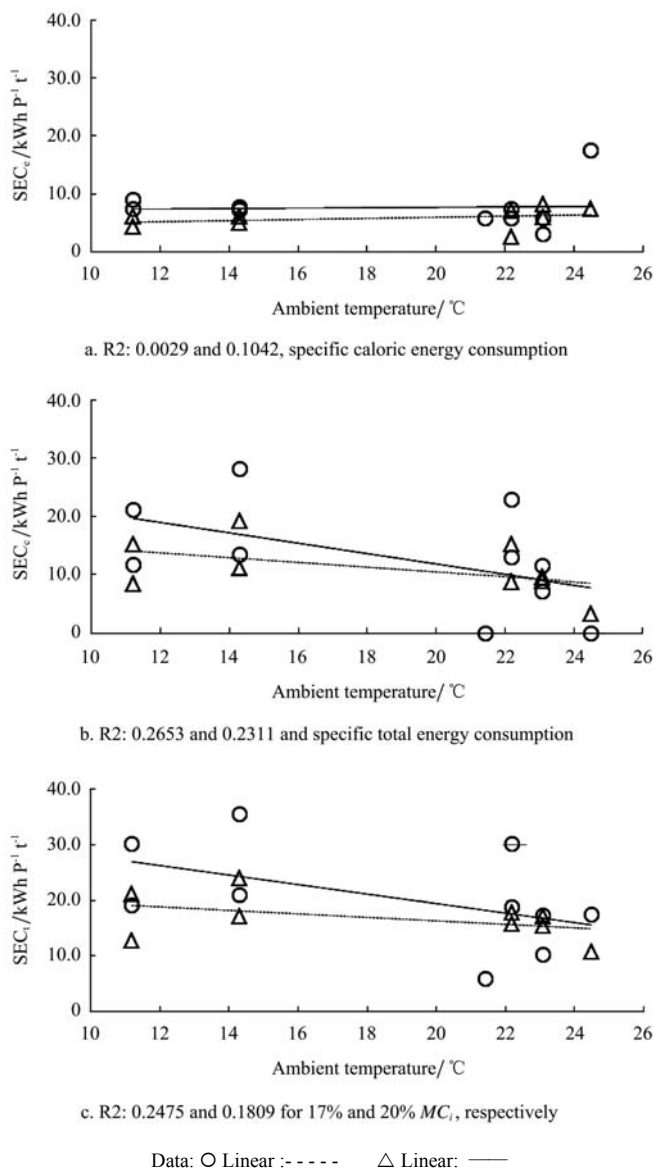 40.0
30.0
20.0
10.0
0
SEC_e/kWh P⁻¹ t⁻¹
10 12 14 16 18 20 22 24 26
Ambient temperature/ ℃
a. R2: 0.0029 and 0.1042, specific caloric energy consumption
40.0
30.0
20.0
10.0
0
SEC_e/kWh P⁻¹ t⁻¹
10 12 14 16 18 20 22 24 26
Ambient temperature/ ℃
b. R2: 0.2653 and 0.2311 and specific total energy consumption
40.0
30.0
20.0
10.0
0.0
SEC_t/kWh P⁻¹ t⁻¹
10 12 14 16 18 20 22 24 26
Ambient temperature/ ℃
c. R2: 0.2475 and 0.1809 for 17% and 20% MC_i, respectively
Data: ○ Linear :- - - - - △ Linear: ——